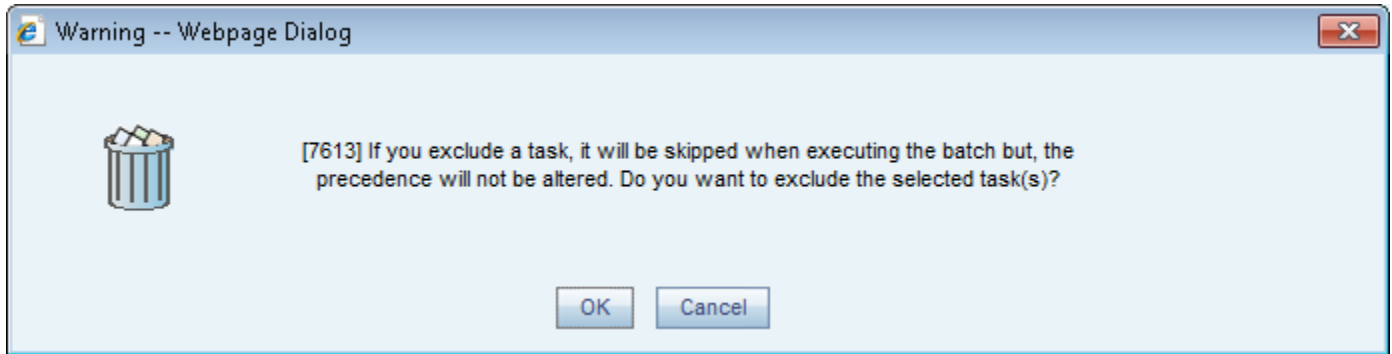 Warning -- Webpage Dialog
[7613] If you exclude a task, it will be skipped when executing the batch but, the
precedence will not be altered. Do you want to exclude the selected task(s)?
OK
Cancel